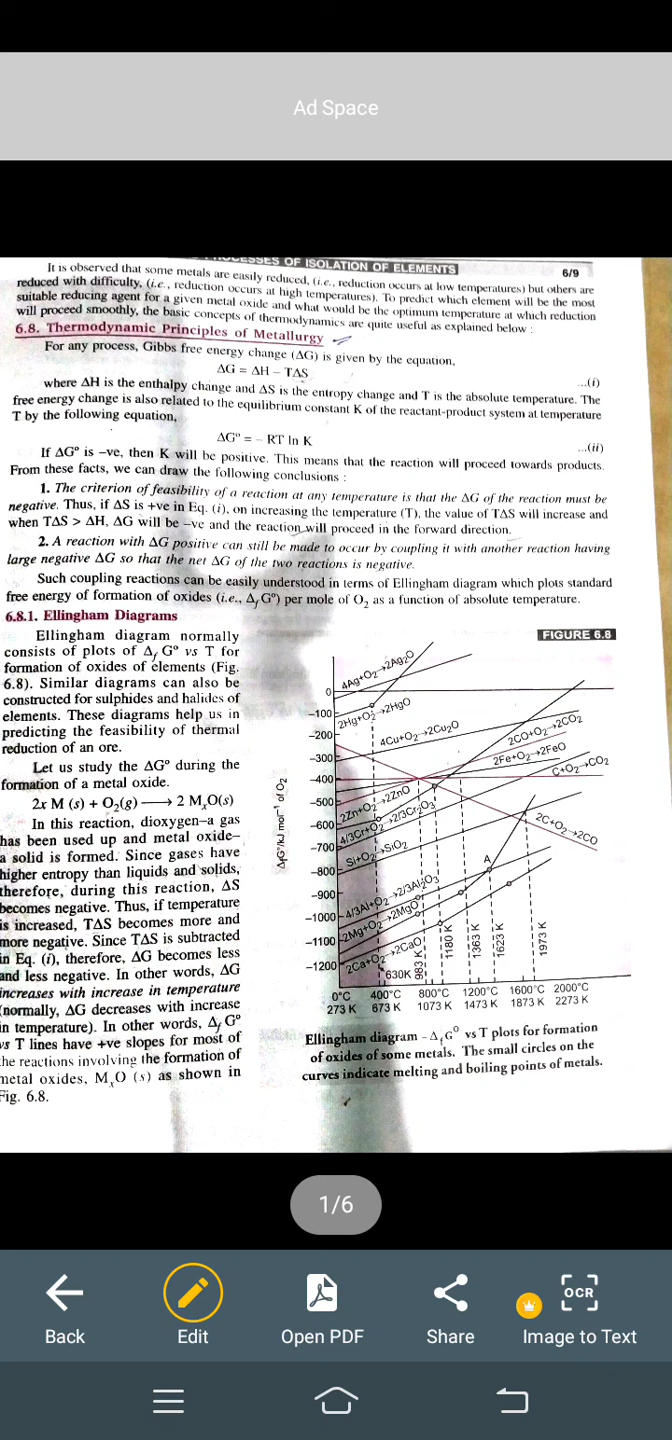 Ad Space
PROCESSES OF ISOLATION OF ELEMENTS
6/9
It is observed that some metals are easily reduced, (i.e., reduction occurs at low temperatures) but others are
reduced with difficulty, (i.e., reduction occurs at high temperatures). To predict which element will be the most
suitable reducing agent for a given metal oxide and what would be the optimum temperature at which reduction
will proceed smoothly, the basic concepts of thermodynamics are quite useful as explained below :
6.8. Thermodynamic Principles of Metallurgy
For any process, Gibbs free energy change (ΔG) is given by the equation,
ΔG = ΔH – TΔS ...(i)
where ΔH is the enthalpy change and ΔS is the entropy change and T is the absolute temperature. The
free energy change is also related to the equilibrium constant K of the reactant-product system at temperature
T by the following equation,
ΔG° = – RT ln K ...(ii)
If ΔG° is –ve, then K will be positive. This means that the reaction will proceed towards products.
From these facts, we can draw the following conclusions :
1. The criterion of feasibility of a reaction at any temperature is that the ΔG of the reaction must be
negative. Thus, if ΔS is +ve in Eq. (i), on increasing the temperature (T), the value of TΔS will increase and
when TΔS > ΔH, ΔG will be –ve and the reaction will proceed in the forward direction.
2. A reaction with ΔG positive can still be made to occur by coupling it with another reaction having
large negative ΔG so that the net ΔG of the two reactions is negative.
Such coupling reactions can be easily understood in terms of Ellingham diagram which plots standard
free energy of formation of oxides (i.e., ΔfG°) per mole of O₂ as a function of absolute temperature.
6.8.1. Ellingham Diagrams
Ellingham diagram normally
consists of plots of Δf G° vs T for
formation of oxides of elements (Fig.
6.8). Similar diagrams can also be
constructed for sulphides and halides of
elements. These diagrams help us in
predicting the feasibility of thermal
reduction of an ore.
Let us study the ΔG° during the
formation of a metal oxide.
2x M (s) + O₂(g) ⟶ 2 MₓO(s)
In this reaction, dioxygen–a gas
has been used up and metal oxide–
a solid is formed. Since gases have
higher entropy than liquids and solids,
therefore, during this reaction, ΔS
becomes negative. Thus, if temperature
is increased, TΔS becomes more and
more negative. Since TΔS is subtracted
in Eq. (i), therefore, ΔG becomes less
and less negative. In other words, ΔG
increases with increase in temperature
(normally, ΔG decreases with increase
in temperature). In other words, Δf G°
vs T lines have +ve slopes for most of
the reactions involving the formation of
metal oxides, MₓO (s) as shown in
Fig. 6.8.
FIGURE 6.8
ΔfG°/kJ mol⁻¹ of O₂
0
–100
–200
–300
–400
–500
–600
–700
–800
–900
–1000
–1100
–1200
4Ag+O₂→2Ag₂O
2Hg+O₂→2HgO
4Cu+O₂→2Cu₂O
2CO+O₂→2CO₂
2Fe+O₂→2FeO
C+O₂→CO₂
2Zn+O₂→2ZnO
4/3Cr+O₂→2/3Cr₂O₃
2C+O₂→2CO
Si+O₂→SiO₂
A
4/3Al+O₂→2/3Al₂O₃
2Mg+O₂→2MgO
2Ca+O₂→2CaO
630K
983 K
1180 K
1363 K
1623 K
1973 K
0°C 400°C 800°C 1200°C 1600°C 2000°C
273 K 673 K 1073 K 1473 K 1873 K 2273 K
Ellingham diagram - ΔfG° vs T plots for formation
of oxides of some metals. The small circles on the
curves indicate melting and boiling points of metals.
1/6
Back
Edit
Open PDF
Share
OCR
Image to Text